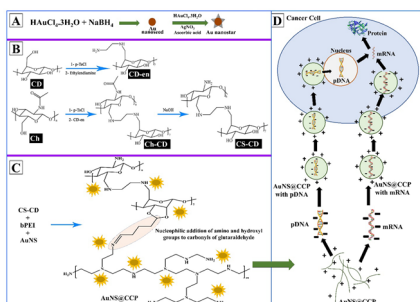 A
HAuCl₄.3H₂O + NaBH₄
Au
nanoseed
HAuCl₄.3H₂O
AgNO₃
Ascorbic acid
Au nanostar
B
CD
1- p-TsCl
2- Ethylendiamine
CD-en
Ch
1- p-TsCl
2- CD-en
Ch-CD
NaOH
CS-CD
C
CS-CD
+
bPEI
+
AuNS
Nucleophilic addition of amino and hydroxyl
groups to carbonyls of glutaraldehyde
AuNS@CCP
D
Cancer Cell
Protein
Nucleus
mRNA
pDNA
AuNS@CCP
with pDNA
AuNS@CCP
with mRNA
pDNA
mRNA
AuNS@CCP